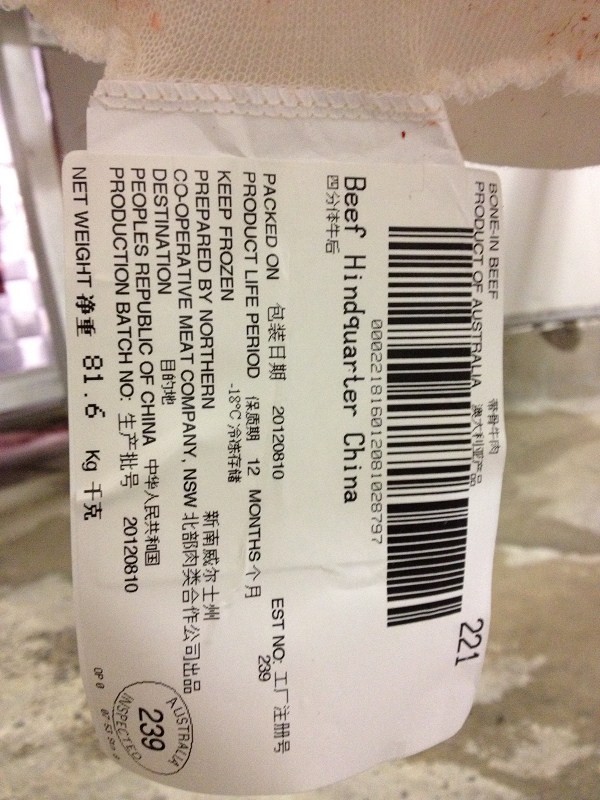 BONE-IN BEEF 带骨牛肉
PRODUCT OF AUSTRALIA 澳大利亚产品
221
00022181601208102879​7
Beef Hindquarter China
四分体牛后
PACKED ON 包装日期 20120810 EST NO: 工厂注册号
PRODUCT LIFE PERIOD 保质期 12 MONTHS 个月 239
KEEP FROZEN -18°C 冷冻存储
PREPARED BY NORTHERN 新南威尔士州
CO-OPERATIVE MEAT COMPANY, NSW 北部肉类合作公司出品
DESTINATION 目的地
PEOPLES REPUBLIC OF CHINA 中华人民共和国
PRODUCTION BATCH NO: 生产批号 20120810
NET WEIGHT 净重 81.6 Kg 千克
AUSTRALIA
239
INSPECTED
OP 0